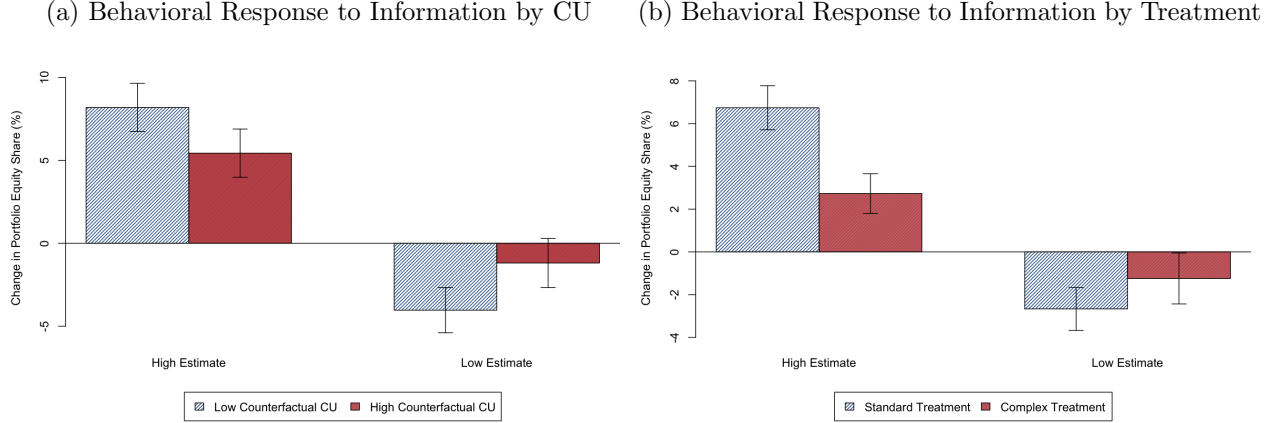 (a) Behavioral Response to Information by CU
Change in Portfolio Equity Share (%)
10
5
0
-5
High Estimate
Low Estimate
Low Counterfactual CU
High Counterfactual CU
(b) Behavioral Response to Information by Treatment
Change in Portfolio Equity Share (%)
8
6
4
2
0
-2
-4
High Estimate
Low Estimate
Standard Treatment
Complex Treatment